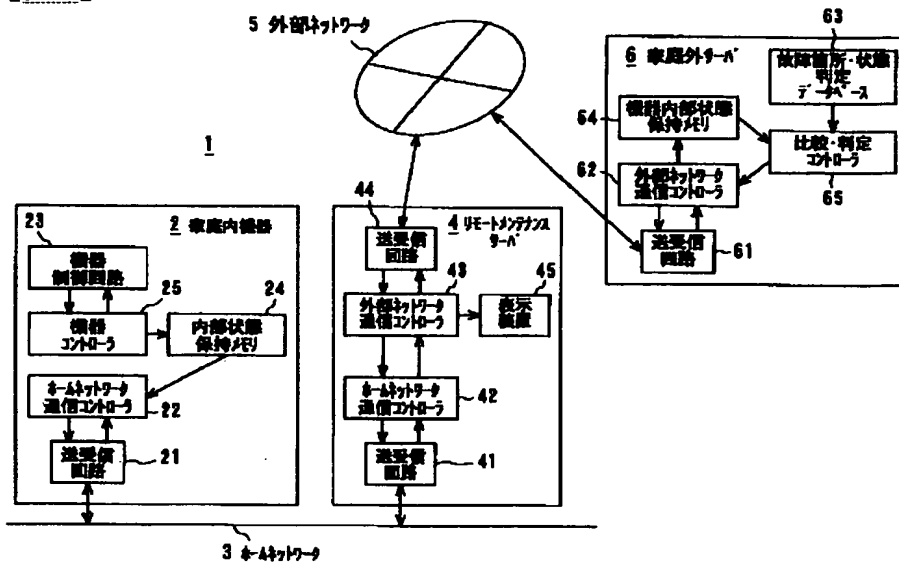 5 外部ネットワーク
63
6 家庭外サーバ
故障箇所・状態
判定
データベース
64
機器内部状態
保持メモリ
1
62
外部ネットワーク
通信コントローラ
比較・判定
コントローラ
65
44
送受信
回路
61
23
2 家庭内機器
4 リモートメンテナンス
サーバ
送受信
回路
機器
制御回路
43
45
25
24
外部ネットワーク
通信コントローラ
表示
装置
機器
コントローラ
内部状態
保持メモリ
ホームネットワーク
通信コントローラ
22
ホームネットワーク
通信コントローラ
42
送受信
回路
21
送受信
回路
41
3 ホームネットワーク